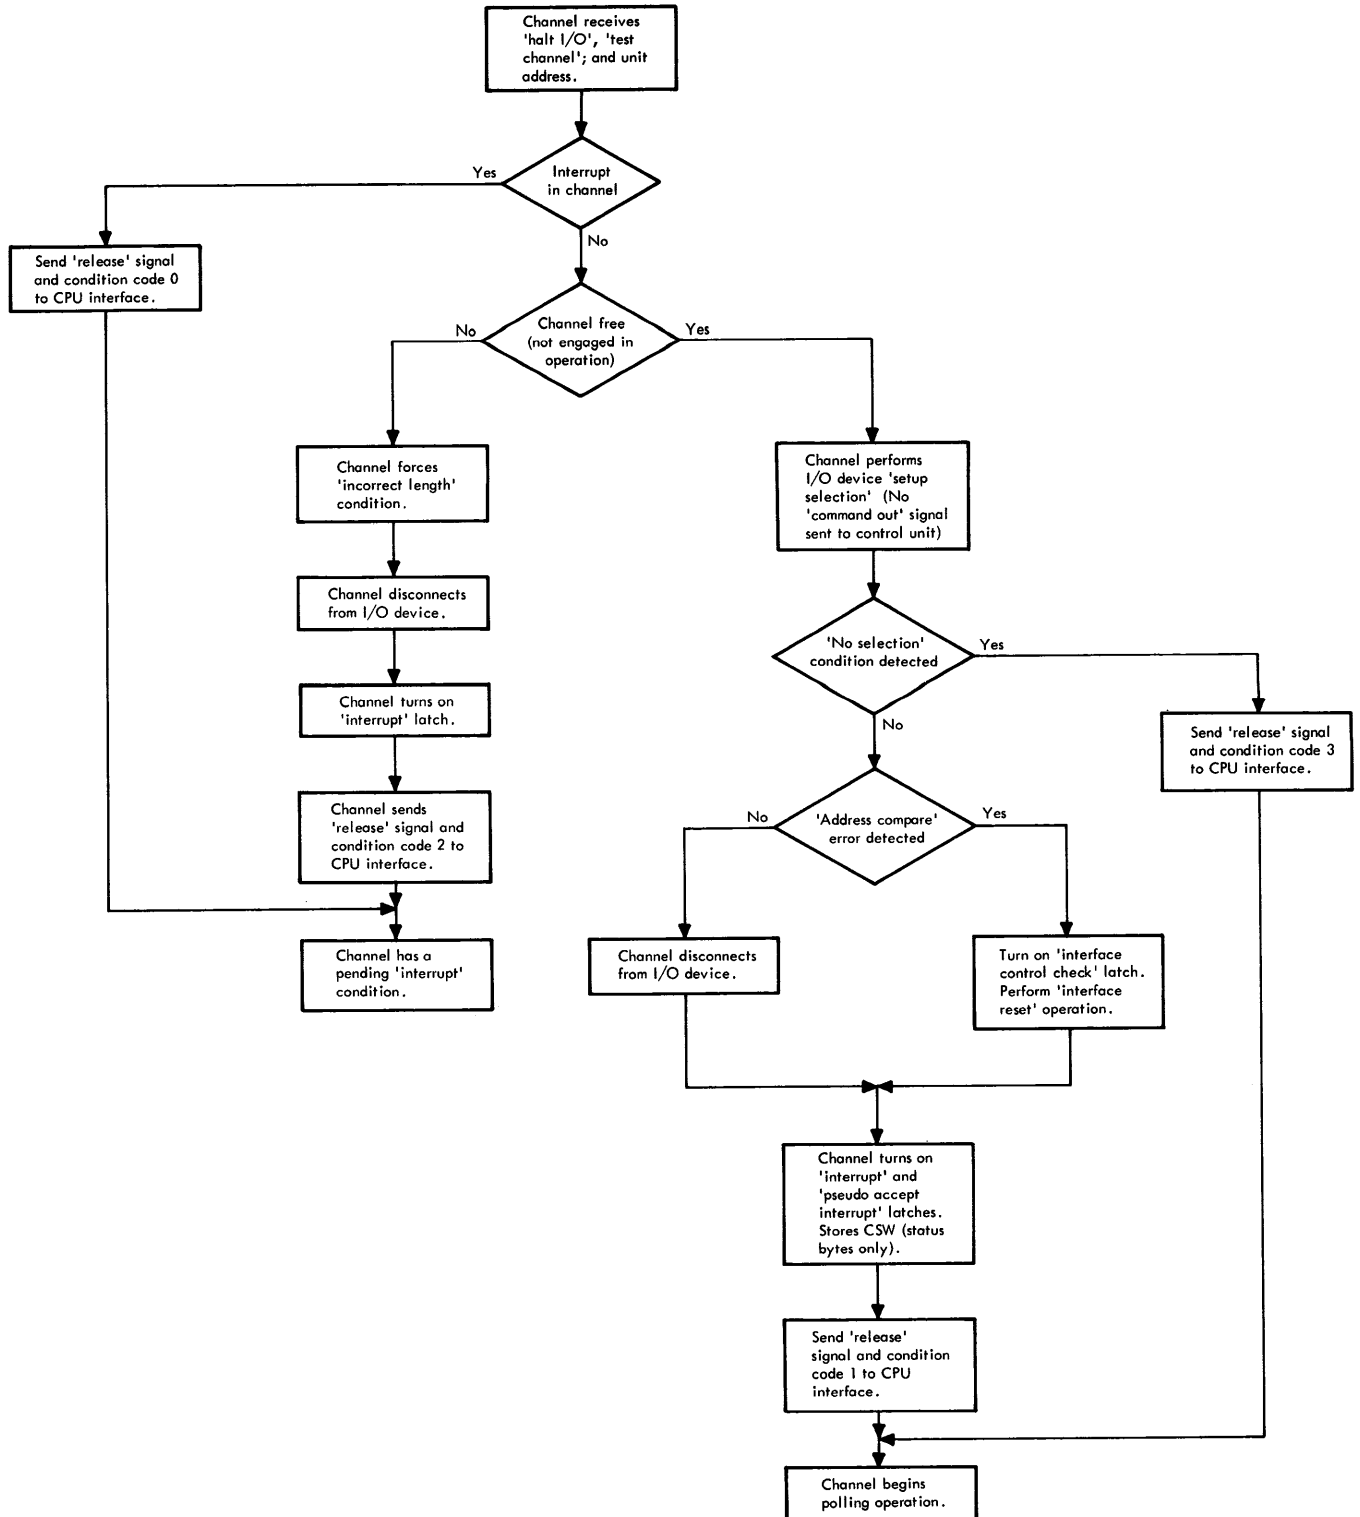 Channel receives
'halt I/O', 'test
channel'; and unit
address.
Interrupt
in channel
Yes
No
Send 'release' signal
and condition code 0
to CPU interface.
Channel free
(not engaged in
operation)
No
Yes
Channel forces
'incorrect length'
condition.
Channel performs
I/O device 'setup
selection' (No
'command out' signal
sent to control unit)
Channel disconnects
from I/O device.
'No selection'
condition detected
Yes
No
Channel turns on
'interrupt' latch.
Send 'release' signal
and condition code 3
to CPU interface.
Channel sends
'release' signal and
condition code 2 to
CPU interface.
'Address compare'
error detected
No
Yes
Channel has a
pending 'interrupt'
condition.
Channel disconnects
from I/O device.
Turn on 'interface
control check' latch.
Perform 'interface
reset' operation.
Channel turns on
'interrupt' and
'pseudo accept
interrupt' latches.
Stores CSW (status
bytes only).
Send 'release'
signal and condition
code 1 to CPU
interface.
Channel begins
polling operation.